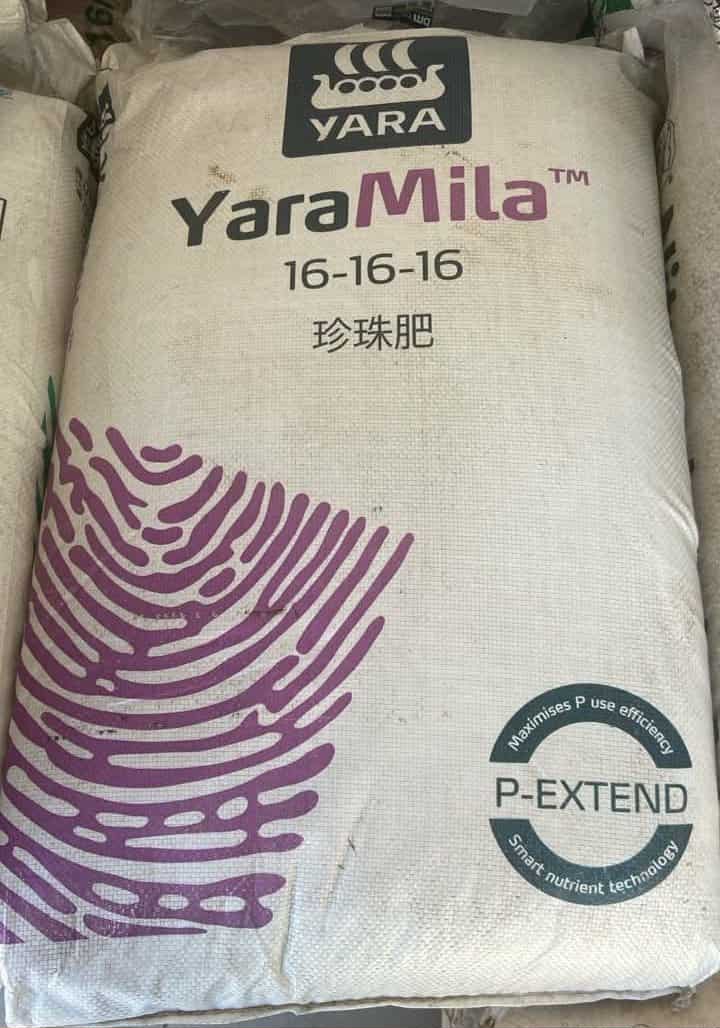 YARA
YaraMila™
16-16-16
珍珠肥
Maximises P use efficiency
P-EXTEND
Smart nutrient technology